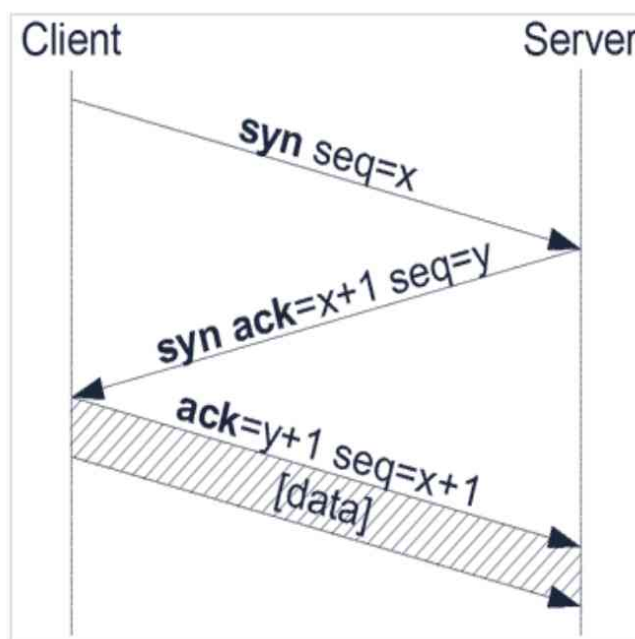 Client
Server
syn seq=x
syn ack=x+1 seq=y
ack=y+1 seq=x+1
[data]